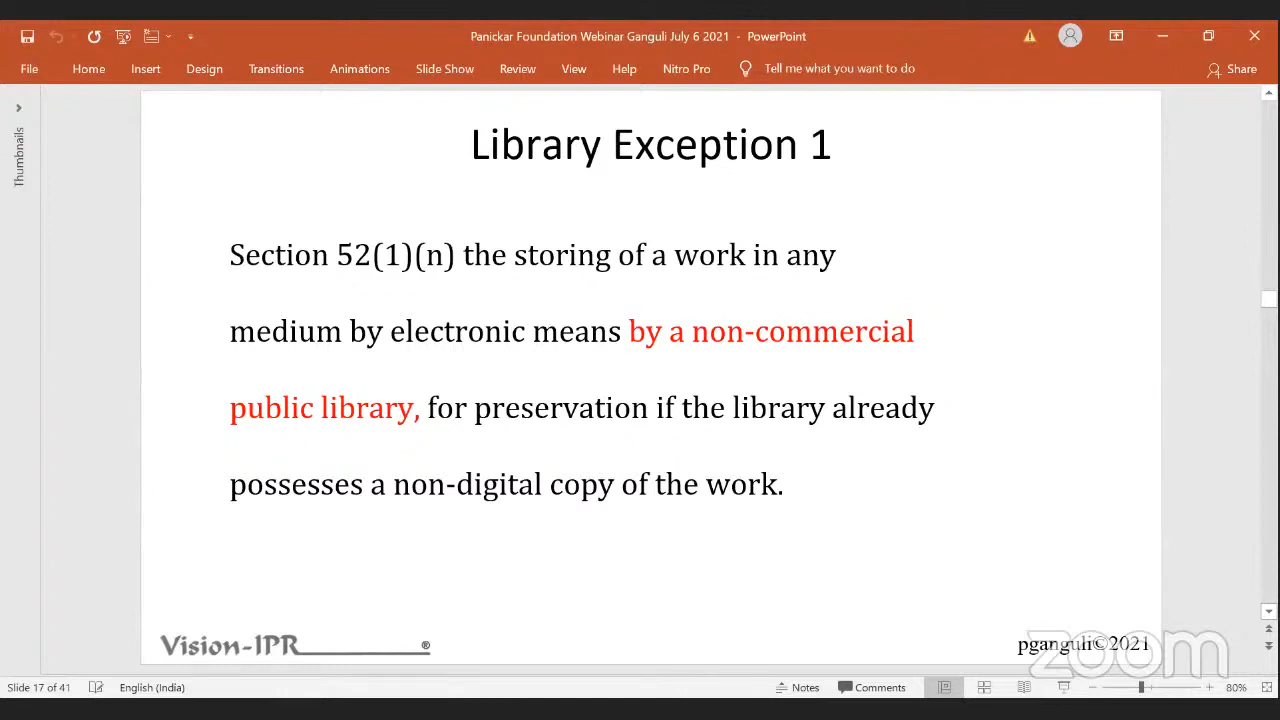 Panickar Foundation Webinar Ganguli July 6 2021 - PowerPoint
File Home Insert Design Transitions Animations Slide Show Review View Help Nitro Pro Tell me what you want to do Share
Thumbnails
Library Exception 1
Section 52(1)(n) the storing of a work in any
medium by electronic means by a non-commercial
public library, for preservation if the library already
possesses a non-digital copy of the work.
Vision-IPR ®
pganguli©2021
zoom
Slide 17 of 41 English (India) Notes Comments 80%